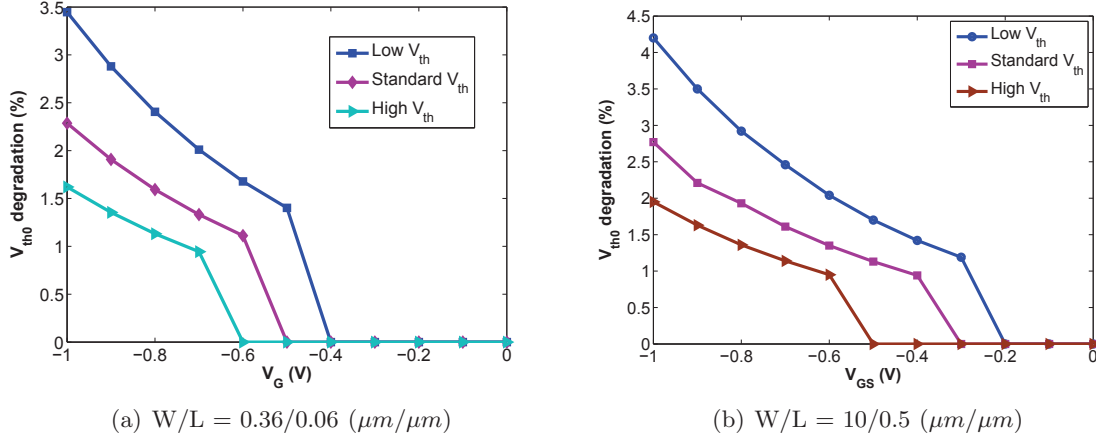 3.5
3
2.5
2
1.5
1
0.5
0
V_th0 degradation (%)
−1
−0.8
−0.6
−0.4
−0.2
0
V_G (V)
Low V_th
Standard V_th
High V_th
(a) W/L = 0.36/0.06 (μm/μm)
4.5
4
3.5
3
2.5
2
1.5
1
0.5
0
V_th0 degradation (%)
−1
−0.8
−0.6
−0.4
−0.2
0
V_GS (V)
Low V_th
Standard V_th
High V_th
(b) W/L = 10/0.5 (μm/μm)